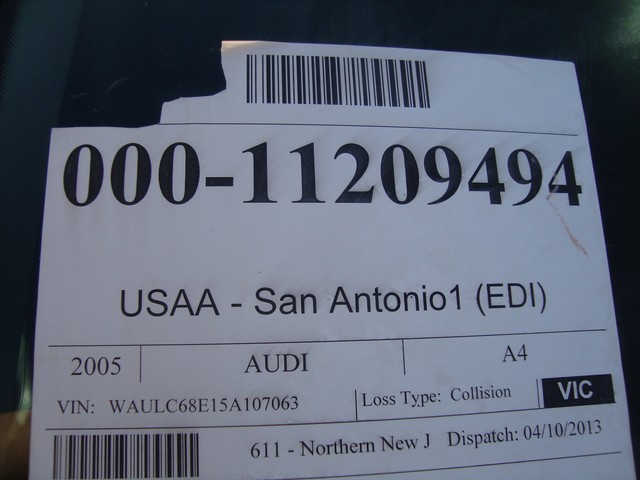 000-11209494
USAA - San Antonio1 (EDI)
2005 AUDI A4
VIN: WAULC68E15A107063 Loss Type: Collision VIC
611 - Northern New J Dispatch: 04/10/2013